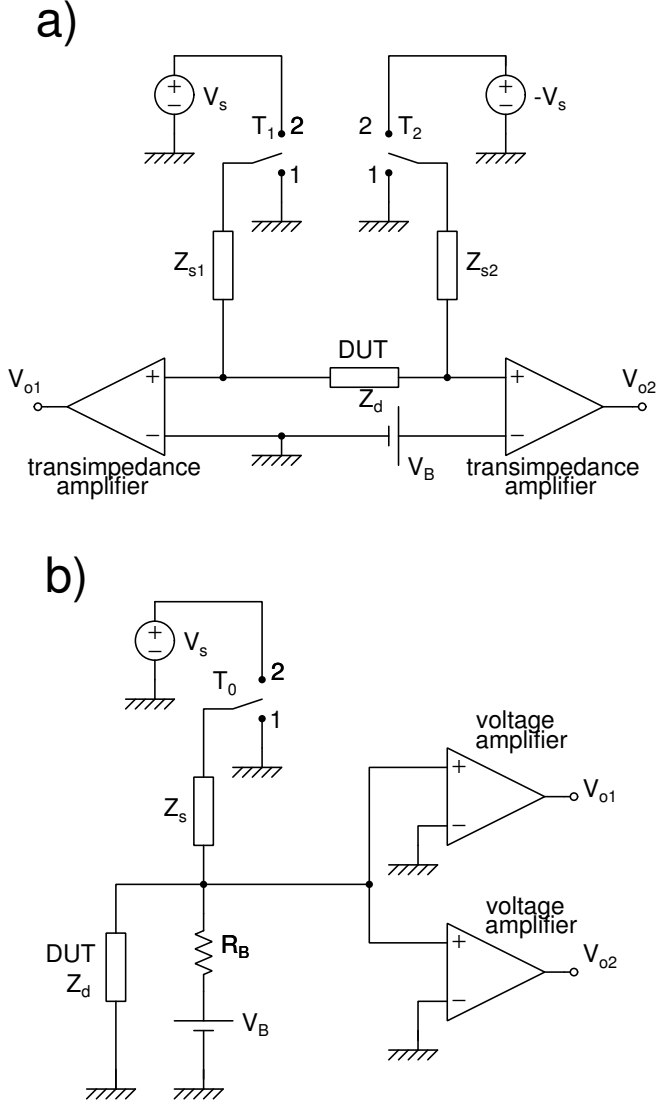 a)
V_s
-V_s
T_1 2
2 T_2
1
1
Z_s1
Z_s2
DUT
Z_d
V_o1
V_o2
+
−
+
−
transimpedance
amplifier
V_B
transimpedance
amplifier
b)
+
−
V_s
T_0
2
1
Z_s
voltage
amplifier
+
−
V_o1
DUT
Z_d
R_B
V_B
voltage
amplifier
+
−
V_o2